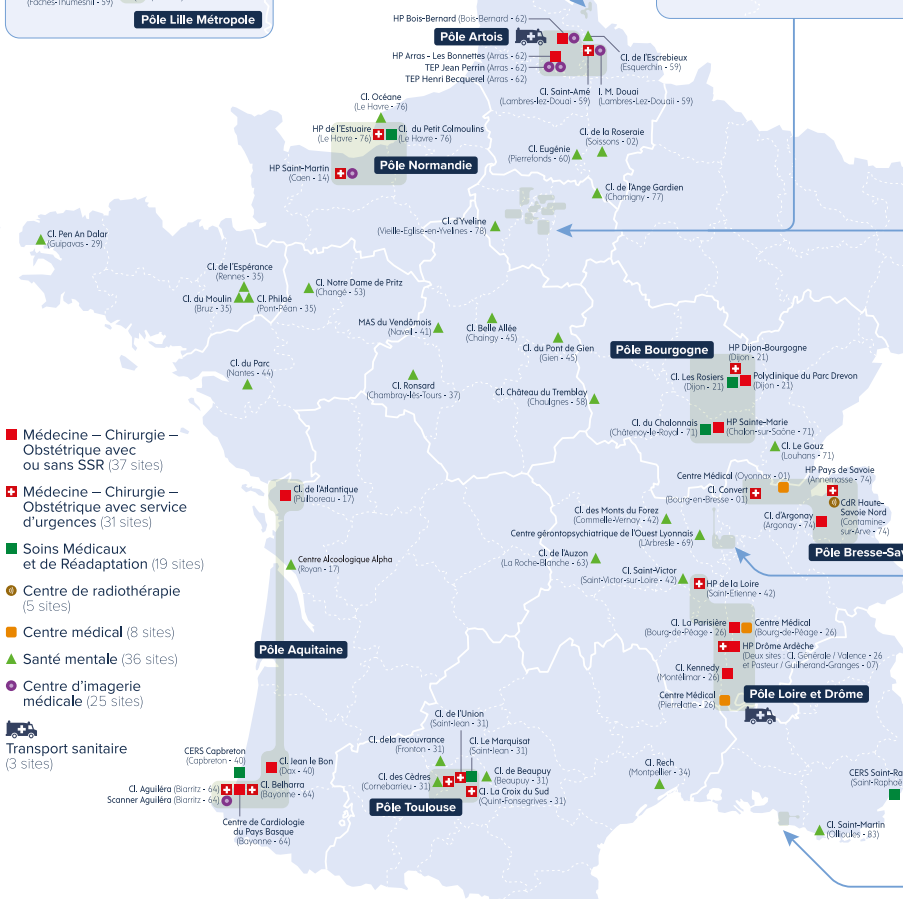 (Faches-Thumesnil - 59)
Pôle Lille Métropole
HP Bois-Bernard (Bois-Bernard - 62)
Pôle Artois
HP Arras - Les Bonnettes (Arras - 62)
TEP Jean Perrin (Arras - 62)
TEP Henri Becquerel (Arras - 62)
Cl. de l'Escrebieux
(Esquerchin - 59)
Cl. Saint-Amé
(Lambres-lez-Douai - 59)
I. M. Douai
(Lambres-Lez-Douaii - 59)
Cl. Océane
(Le Havre - 76)
HP de l'Estuaire
(Le Havre - 76)
Cl. du Petit Colmoulins
(Le Havre - 76)
Pôle Normandie
HP Saint-Martin
(Caen - 14)
Cl. de la Roseraie
(Soissons - 02)
Cl. Eugénie
(Pierrefonds - 60)
Cl. de l'Ange Gardien
(Chamigny - 77)
Cl. d'Yveline
(Vieille-Eglise-en-Yvelines - 78)
Cl. Pen An Dalar
(Guipavas - 29)
Cl. de l'Espérance
(Rennes - 35)
Cl. du Moulin
(Bruz - 35)
Cl. Philaé
(Pont-Péan - 35)
Cl. Notre Dame de Pritz
(Changé - 53)
MAS du Vendômois
(Naveil - 41)
Cl. Belle Allée
(Chaingy - 45)
Cl. du Pont de Gien
(Gien - 45)
Cl. du Parc
(Nantes - 44)
Cl. Ronsard
(Chambray-lès-Tours - 37)
Cl. Château du Tremblay
(Chaulgnes - 58)
Pôle Bourgogne
HP Dijon-Bourgogne
(Dijon - 21)
Cl. Les Rosiers
(Dijon - 21)
Polyclinique du Parc Drevon
(Dijon - 21)
Cl. du Chalonnais
(Châtenoy-le-Royal - 71)
HP Sainte-Marie
(Chalon-sur-Saône - 71)
Cl. Le Gouz
(Louhans - 71)
Médecine – Chirurgie –
Obstétrique avec
ou sans SSR (37 sites)
Médecine – Chirurgie –
Obstétrique avec service
d'urgences (31 sites)
Soins Médicaux
et de Réadaptation (19 sites)
Centre de radiothérapie
(5 sites)
Centre médical (8 sites)
Santé mentale (36 sites)
Centre d'imagerie
médicale (25 sites)
Transport sanitaire
(3 sites)
Cl. de l'Atlantique
(Puilboreau - 17)
Centre Alcoologique Alpha
(Royan - 17)
Pôle Aquitaine
Centre Médical (Oyonnax - 01)
HP Pays de Savoie
(Annemasse - 74)
Cl. Convert
(Bourg-en-Bresse - 01)
CdR Haute-
Savoie Nord
(Contamine-
sur-Arve - 74)
Cl. d'Argonay
(Argonay - 74)
Cl. des Monts du Forez
(Commelle-Vernay - 42)
Centre gérontopsychiatrique de l'Ouest Lyonnais
(L'Arbresle - 69)
Pôle Bresse-Sav
Cl. de l'Auzon
(La Roche-Blanche - 63)
Cl. Saint-Victor
(Saint-Victor-sur-Loire - 42)
HP de la Loire
(Saint-Etienne - 42)
Cl. La Parisière
(Bourg-de-Péage - 26)
Centre Médical
(Bourg-de-Péage - 26)
HP Drôme Ardèche
(Deux sites : Cl. Générale / Valence - 26
et Pasteur / Guilherand-Granges - 07)
Cl. Kennedy
(Montélimar - 26)
Centre Médical
(Pierrelatte - 26)
Pôle Loire et Drôme
CERS Capbreton
(Capbreton - 40)
Cl. Jean le Bon
(Dax - 40)
Cl. Aguiléra (Biarritz - 64)
Scanner Aguiléra (Biarritz - 64)
Cl. Belharra
(Bayonne - 64)
Centre de Cardiologie
du Pays Basque
(Bayonne - 64)
Cl. de l'Union
(Saint-Jean - 31)
Cl. dela recouvrance
(Fronton - 31)
Cl. Le Marquisat
(Saint-Jean - 31)
Cl. des Cèdres
(Cornebarrieu - 31)
Cl. de Beaupuy
(Beaupuy - 31)
Cl. La Croix du Sud
(Quint-Fonsegrives - 31)
Pôle Toulouse
Cl. Rech
(Montpellier - 34)
CERS Saint-Ra
(Saint-Raphaë
Cl. Saint-Martin
(Ollioules - 83)